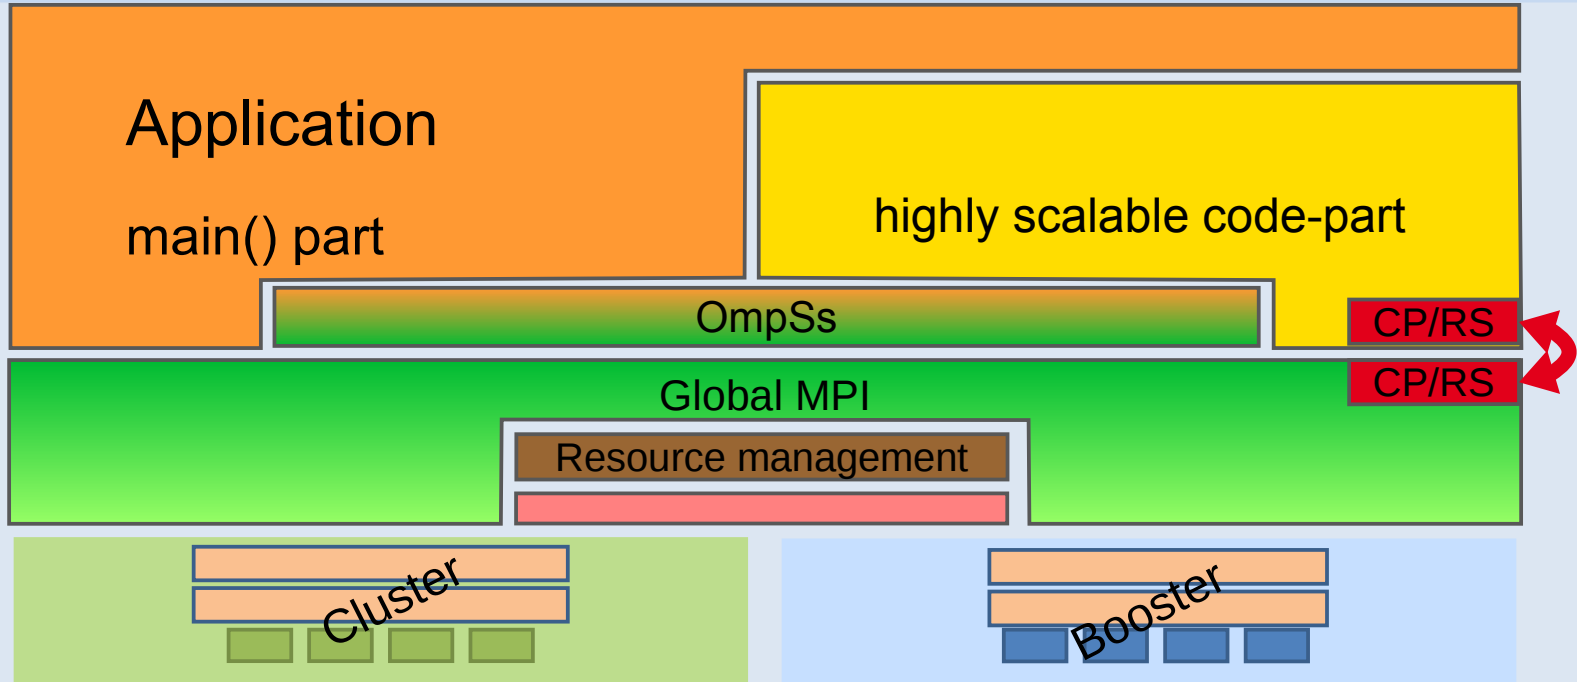 Application
main() part
highly scalable code-part
OmpSs
CP/RS
Global MPI
CP/RS
Resource management
Cluster
Booster